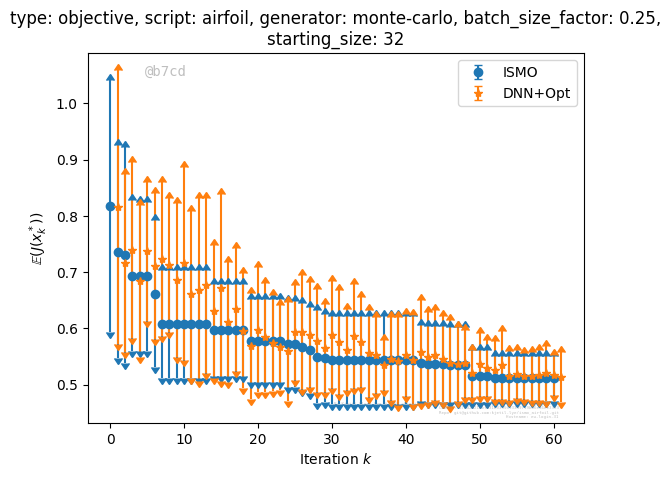 type: objective, script: airfoil, generator: monte-carlo, batch_size_factor: 0.25,
starting_size: 32
@b7cd
ISMO
DNN+Opt
1.0
0.9
0.8
0.7
0.6
0.5
𝔼(J(x*_k))
0 10 20 30 40 50 60
Iteration k